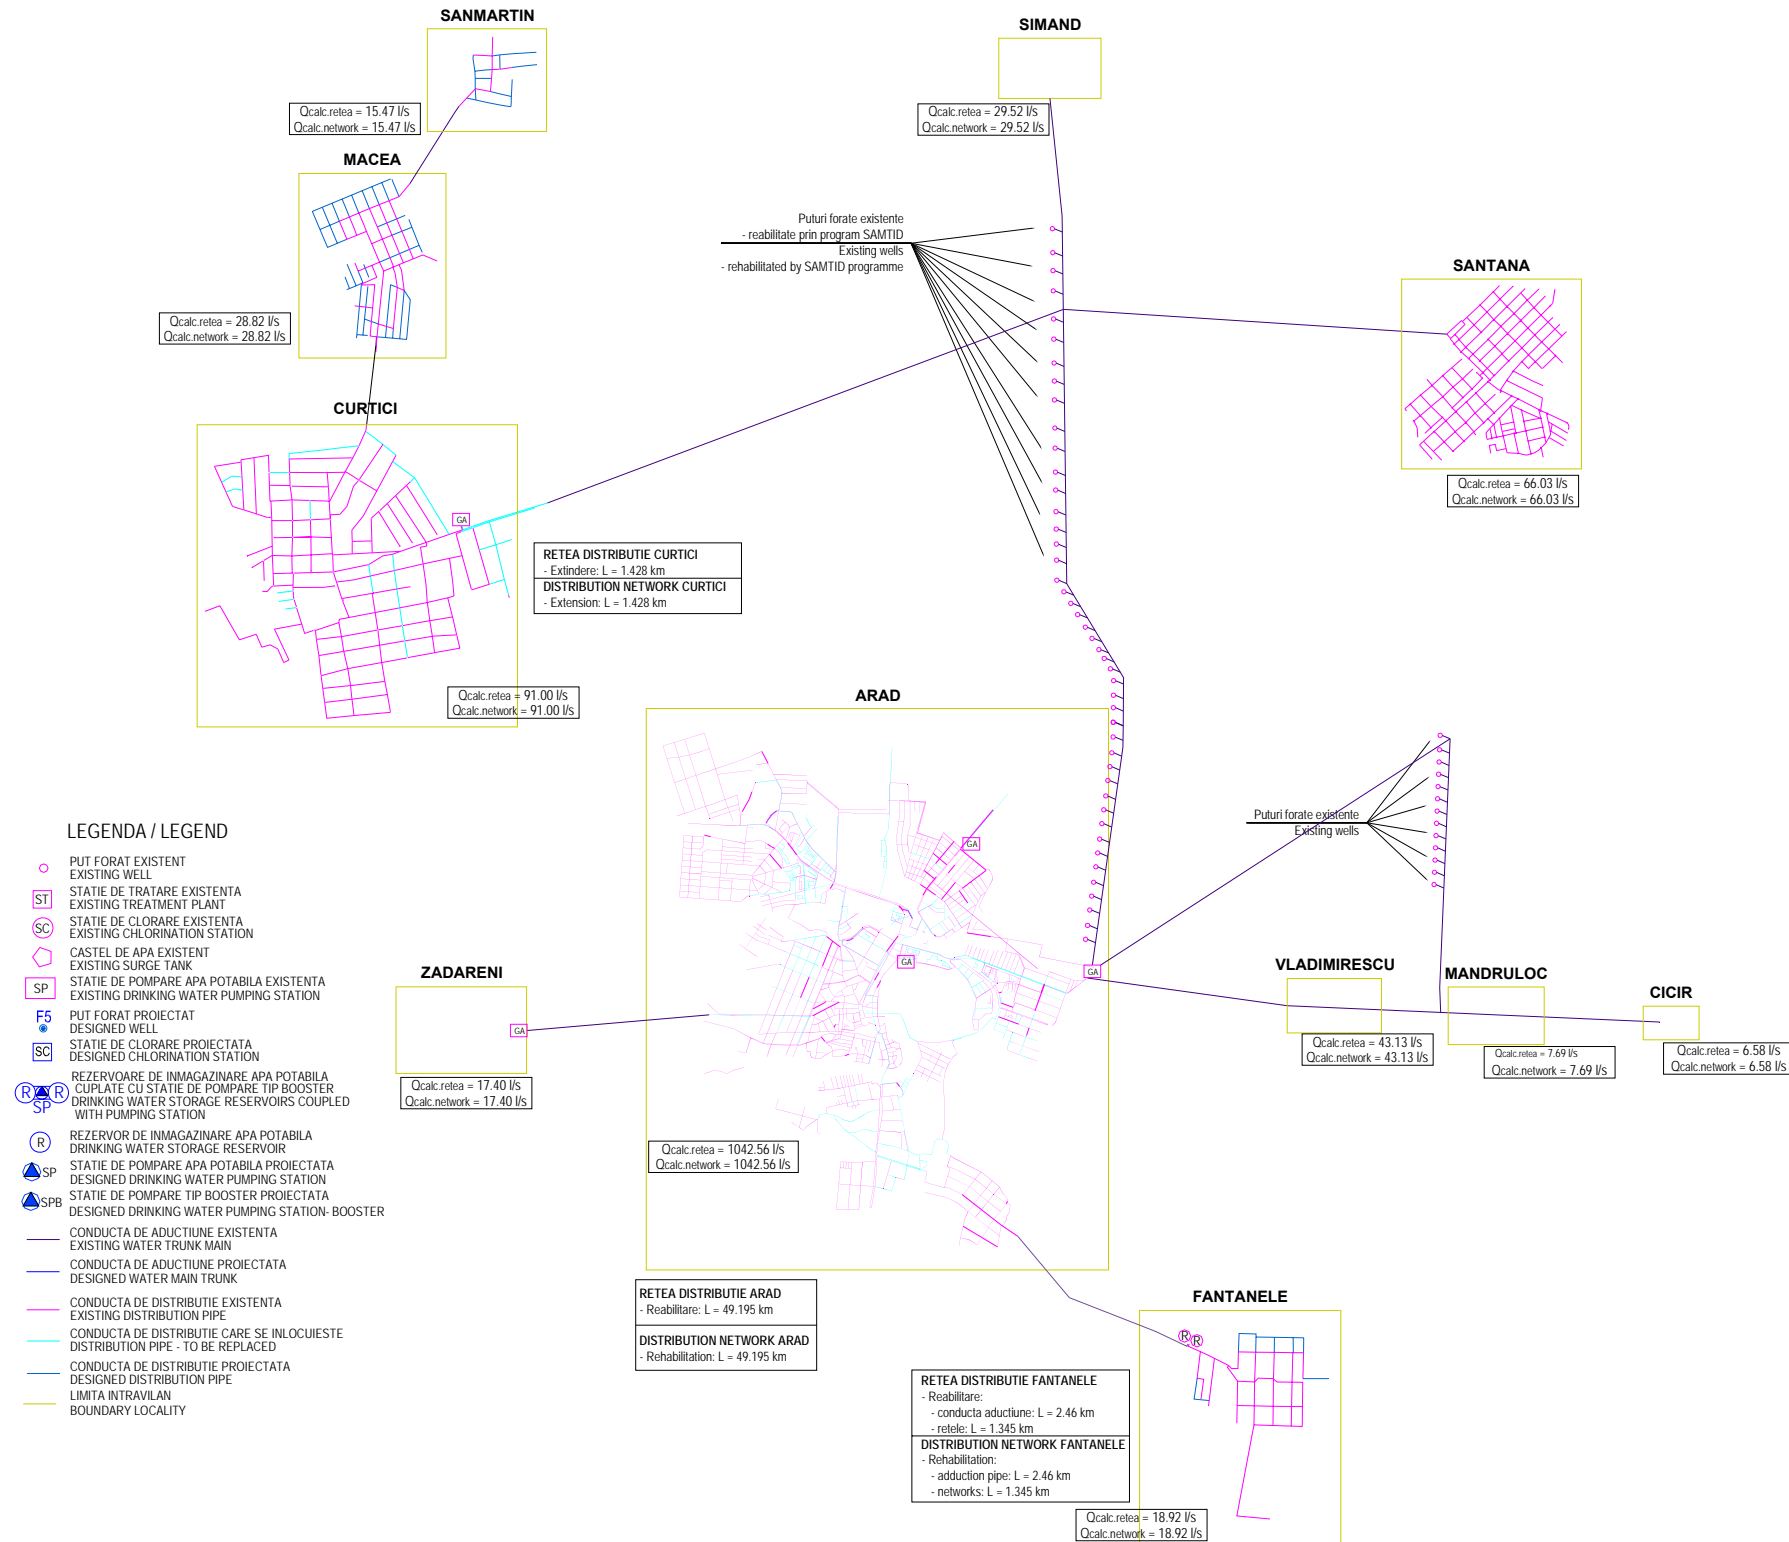 SANMARTIN
Qcalc.retea = 15.47 l/s
Qcalc.network = 15.47 l/s
SIMAND
Qcalc.retea = 29.52 l/s
Qcalc.network = 29.52 l/s
MACEA
Qcalc.retea = 28.82 l/s
Qcalc.network = 28.82 l/s
Puturi forate existente
- reabilitate prin program SAMTID
Existing wells
- rehabilitated by SAMTID programme
SANTANA
Qcalc.retea = 66.03 l/s
Qcalc.network = 66.03 l/s
CURTICI
GA
RETEA DISTRIBUTIE CURTICI
- Extindere: L = 1.428 km
DISTRIBUTION NETWORK CURTICI
- Extension: L = 1.428 km
Qcalc.retea = 91.00 l/s
Qcalc.network = 91.00 l/s
ARAD
GA
GA
GA
Qcalc.retea = 1042.56 l/s
Qcalc.network = 1042.56 l/s
Puturi forate existente
Existing wells
ZADARENI
GA
Qcalc.retea = 17.40 l/s
Qcalc.network = 17.40 l/s
VLADIMIRESCU
Qcalc.retea = 43.13 l/s
Qcalc.network = 43.13 l/s
MANDRULOC
Qcalc.retea = 7.69 l/s
Qcalc.network = 7.69 l/s
CICIR
Qcalc.retea = 6.58 l/s
Qcalc.network = 6.58 l/s
LEGENDA / LEGEND
PUT FORAT EXISTENT
EXISTING WELL
ST
STATIE DE TRATARE EXISTENTA
EXISTING TREATMENT PLANT
SC
STATIE DE CLORARE EXISTENTA
EXISTING CHLORINATION STATION
CASTEL DE APA EXISTENT
EXISTING SURGE TANK
SP
STATIE DE POMPARE APA POTABILA EXISTENTA
EXISTING DRINKING WATER PUMPING STATION
F5
PUT FORAT PROIECTAT
DESIGNED WELL
SC
STATIE DE CLORARE PROIECTATA
DESIGNED CHLORINATION STATION
R R
SP
REZERVOARE DE INMAGAZINARE APA POTABILA
CUPLATE CU STATIE DE POMPARE TIP BOOSTER
DRINKING WATER STORAGE RESERVOIRS COUPLED
WITH PUMPING STATION
R
REZERVOR DE INMAGAZINARE APA POTABILA
DRINKING WATER STORAGE RESERVOIR
SP
STATIE DE POMPARE APA POTABILA PROIECTATA
DESIGNED DRINKING WATER PUMPING STATION
SPB
STATIE DE POMPARE TIP BOOSTER PROIECTATA
DESIGNED DRINKING WATER PUMPING STATION- BOOSTER
CONDUCTA DE ADUCTIUNE EXISTENTA
EXISTING WATER TRUNK MAIN
CONDUCTA DE ADUCTIUNE PROIECTATA
DESIGNED WATER MAIN TRUNK
CONDUCTA DE DISTRIBUTIE EXISTENTA
EXISTING DISTRIBUTION PIPE
CONDUCTA DE DISTRIBUTIE CARE SE INLOCUIESTE
DISTRIBUTION PIPE - TO BE REPLACED
CONDUCTA DE DISTRIBUTIE PROIECTATA
DESIGNED DISTRIBUTION PIPE
LIMITA INTRAVILAN
BOUNDARY LOCALITY
RETEA DISTRIBUTIE ARAD
- Reabilitare: L = 49.195 km
DISTRIBUTION NETWORK ARAD
- Rehabilitation: L = 49.195 km
FANTANELE
R R
RETEA DISTRIBUTIE FANTANELE
- Reabilitare:
- conducta aductiune: L = 2.46 km
- retele: L = 1.345 km
DISTRIBUTION NETWORK FANTANELE
- Rehabilitation:
- adduction pipe: L = 2.46 km
- networks: L = 1.345 km
Qcalc.retea = 18.92 l/s
Qcalc.network = 18.92 l/s